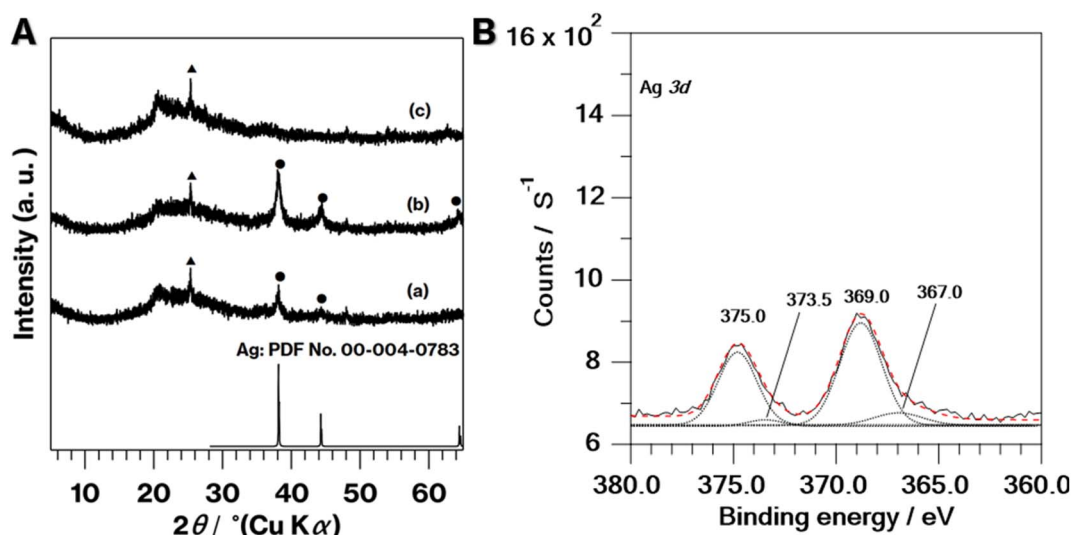 A
Intensity (a. u.)
(c)
(b)
(a)
Ag: PDF No. 00-004-0783
10 20 30 40 50 60
2θ / °(Cu Kα)
B
16 x 10²
Ag 3d
14
12
10
8
6
Counts / S⁻¹
375.0
373.5
369.0
367.0
380.0 375.0 370.0 365.0 360.0
Binding energy / eV